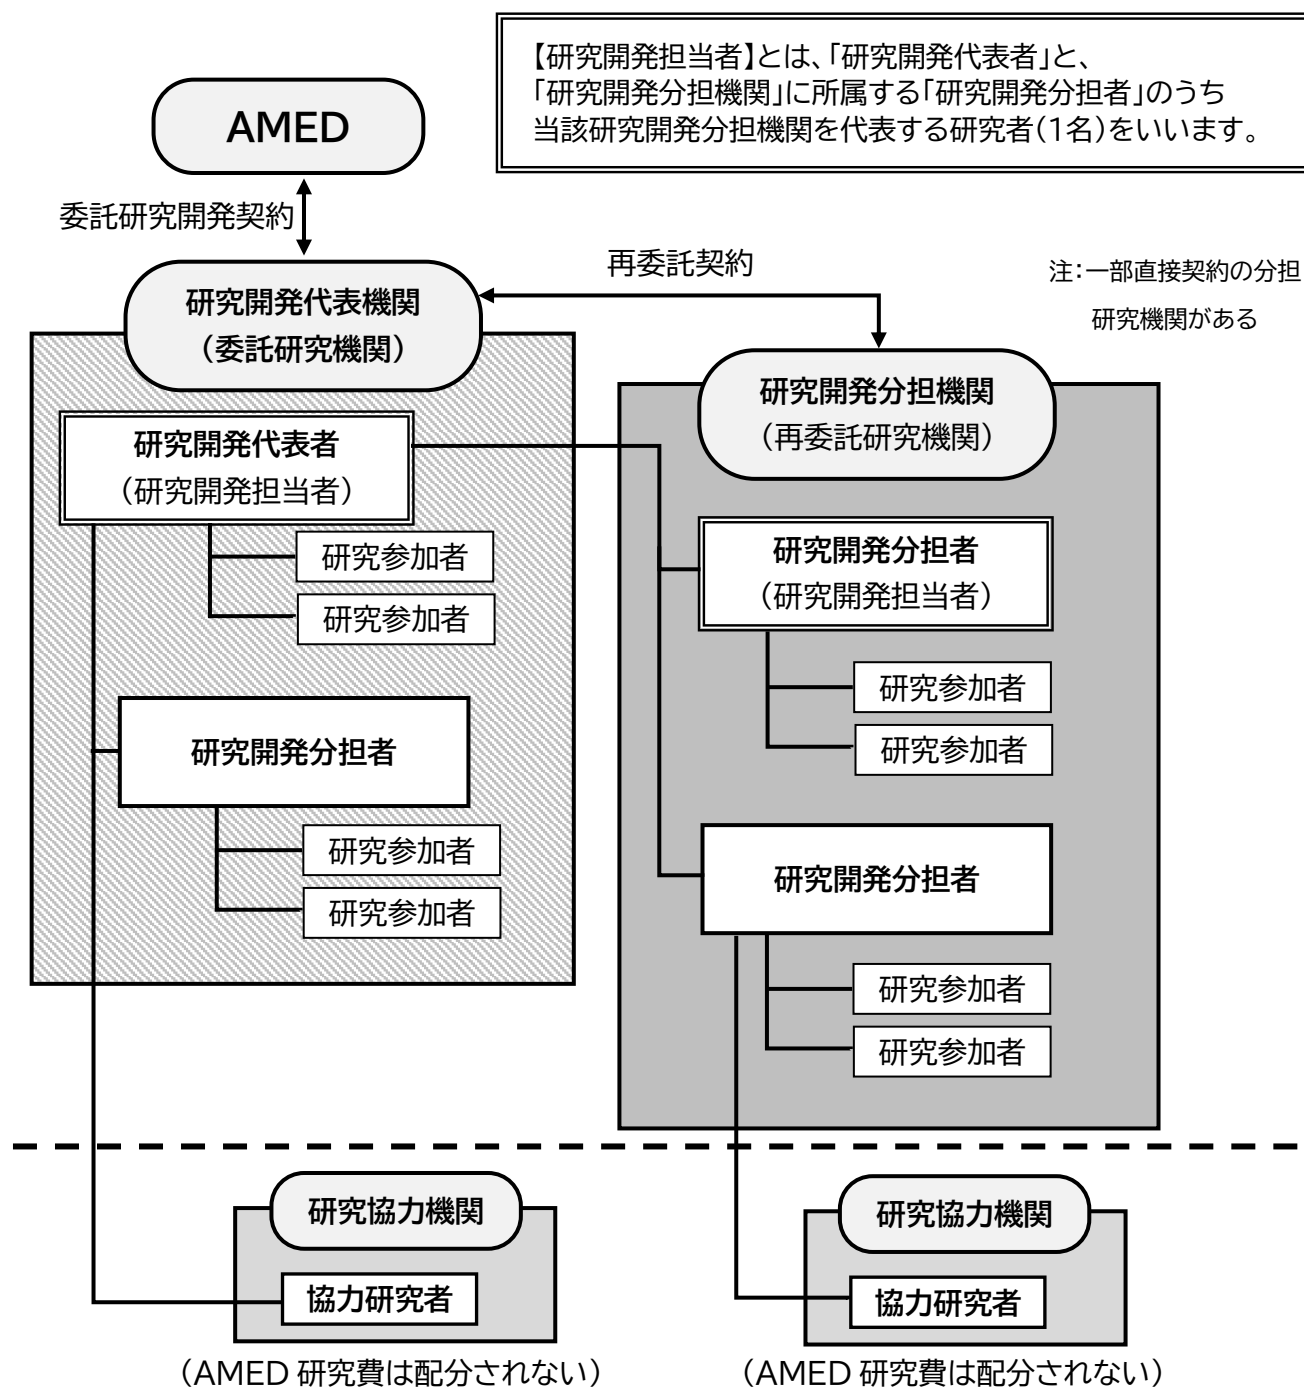 【研究開発担当者】とは、「研究開発代表者」と、
「研究開発分担機関」に所属する「研究開発分担者」のうち
当該研究開発分担機関を代表する研究者（1名）をいいます。
AMED
委託研究開発契約
再委託契約
注：一部直接契約の分担
研究機関がある
研究開発代表機関
（委託研究機関）
研究開発分担機関
（再委託研究機関）
研究開発代表者
（研究開発担当者）
研究参加者
研究参加者
研究開発分担者
研究参加者
研究参加者
研究開発分担者
（研究開発担当者）
研究参加者
研究参加者
研究開発分担者
研究参加者
研究参加者
研究協力機関
協力研究者
（AMED 研究費は配分されない）
研究協力機関
協力研究者
（AMED 研究費は配分されない）